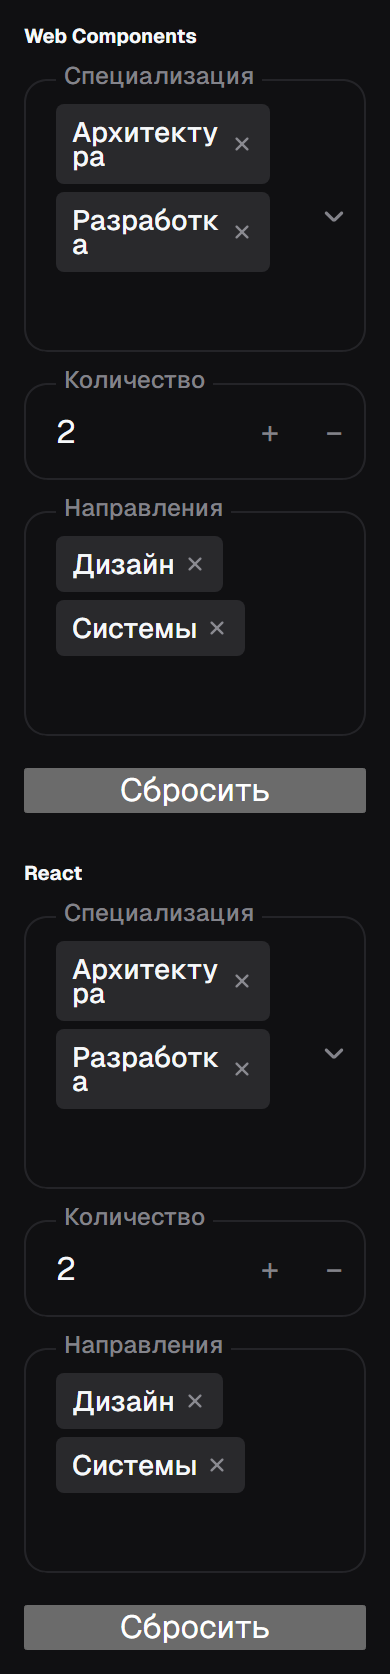 Web Components
Специализация
Архитекту
ра ×
Разработк
а ×
Количество
2 + −
Направления
Дизайн ×
Системы ×
Сбросить
React
Специализация
Архитекту
ра ×
Разработк
а ×
Количество
2 + −
Направления
Дизайн ×
Системы ×
Сбросить